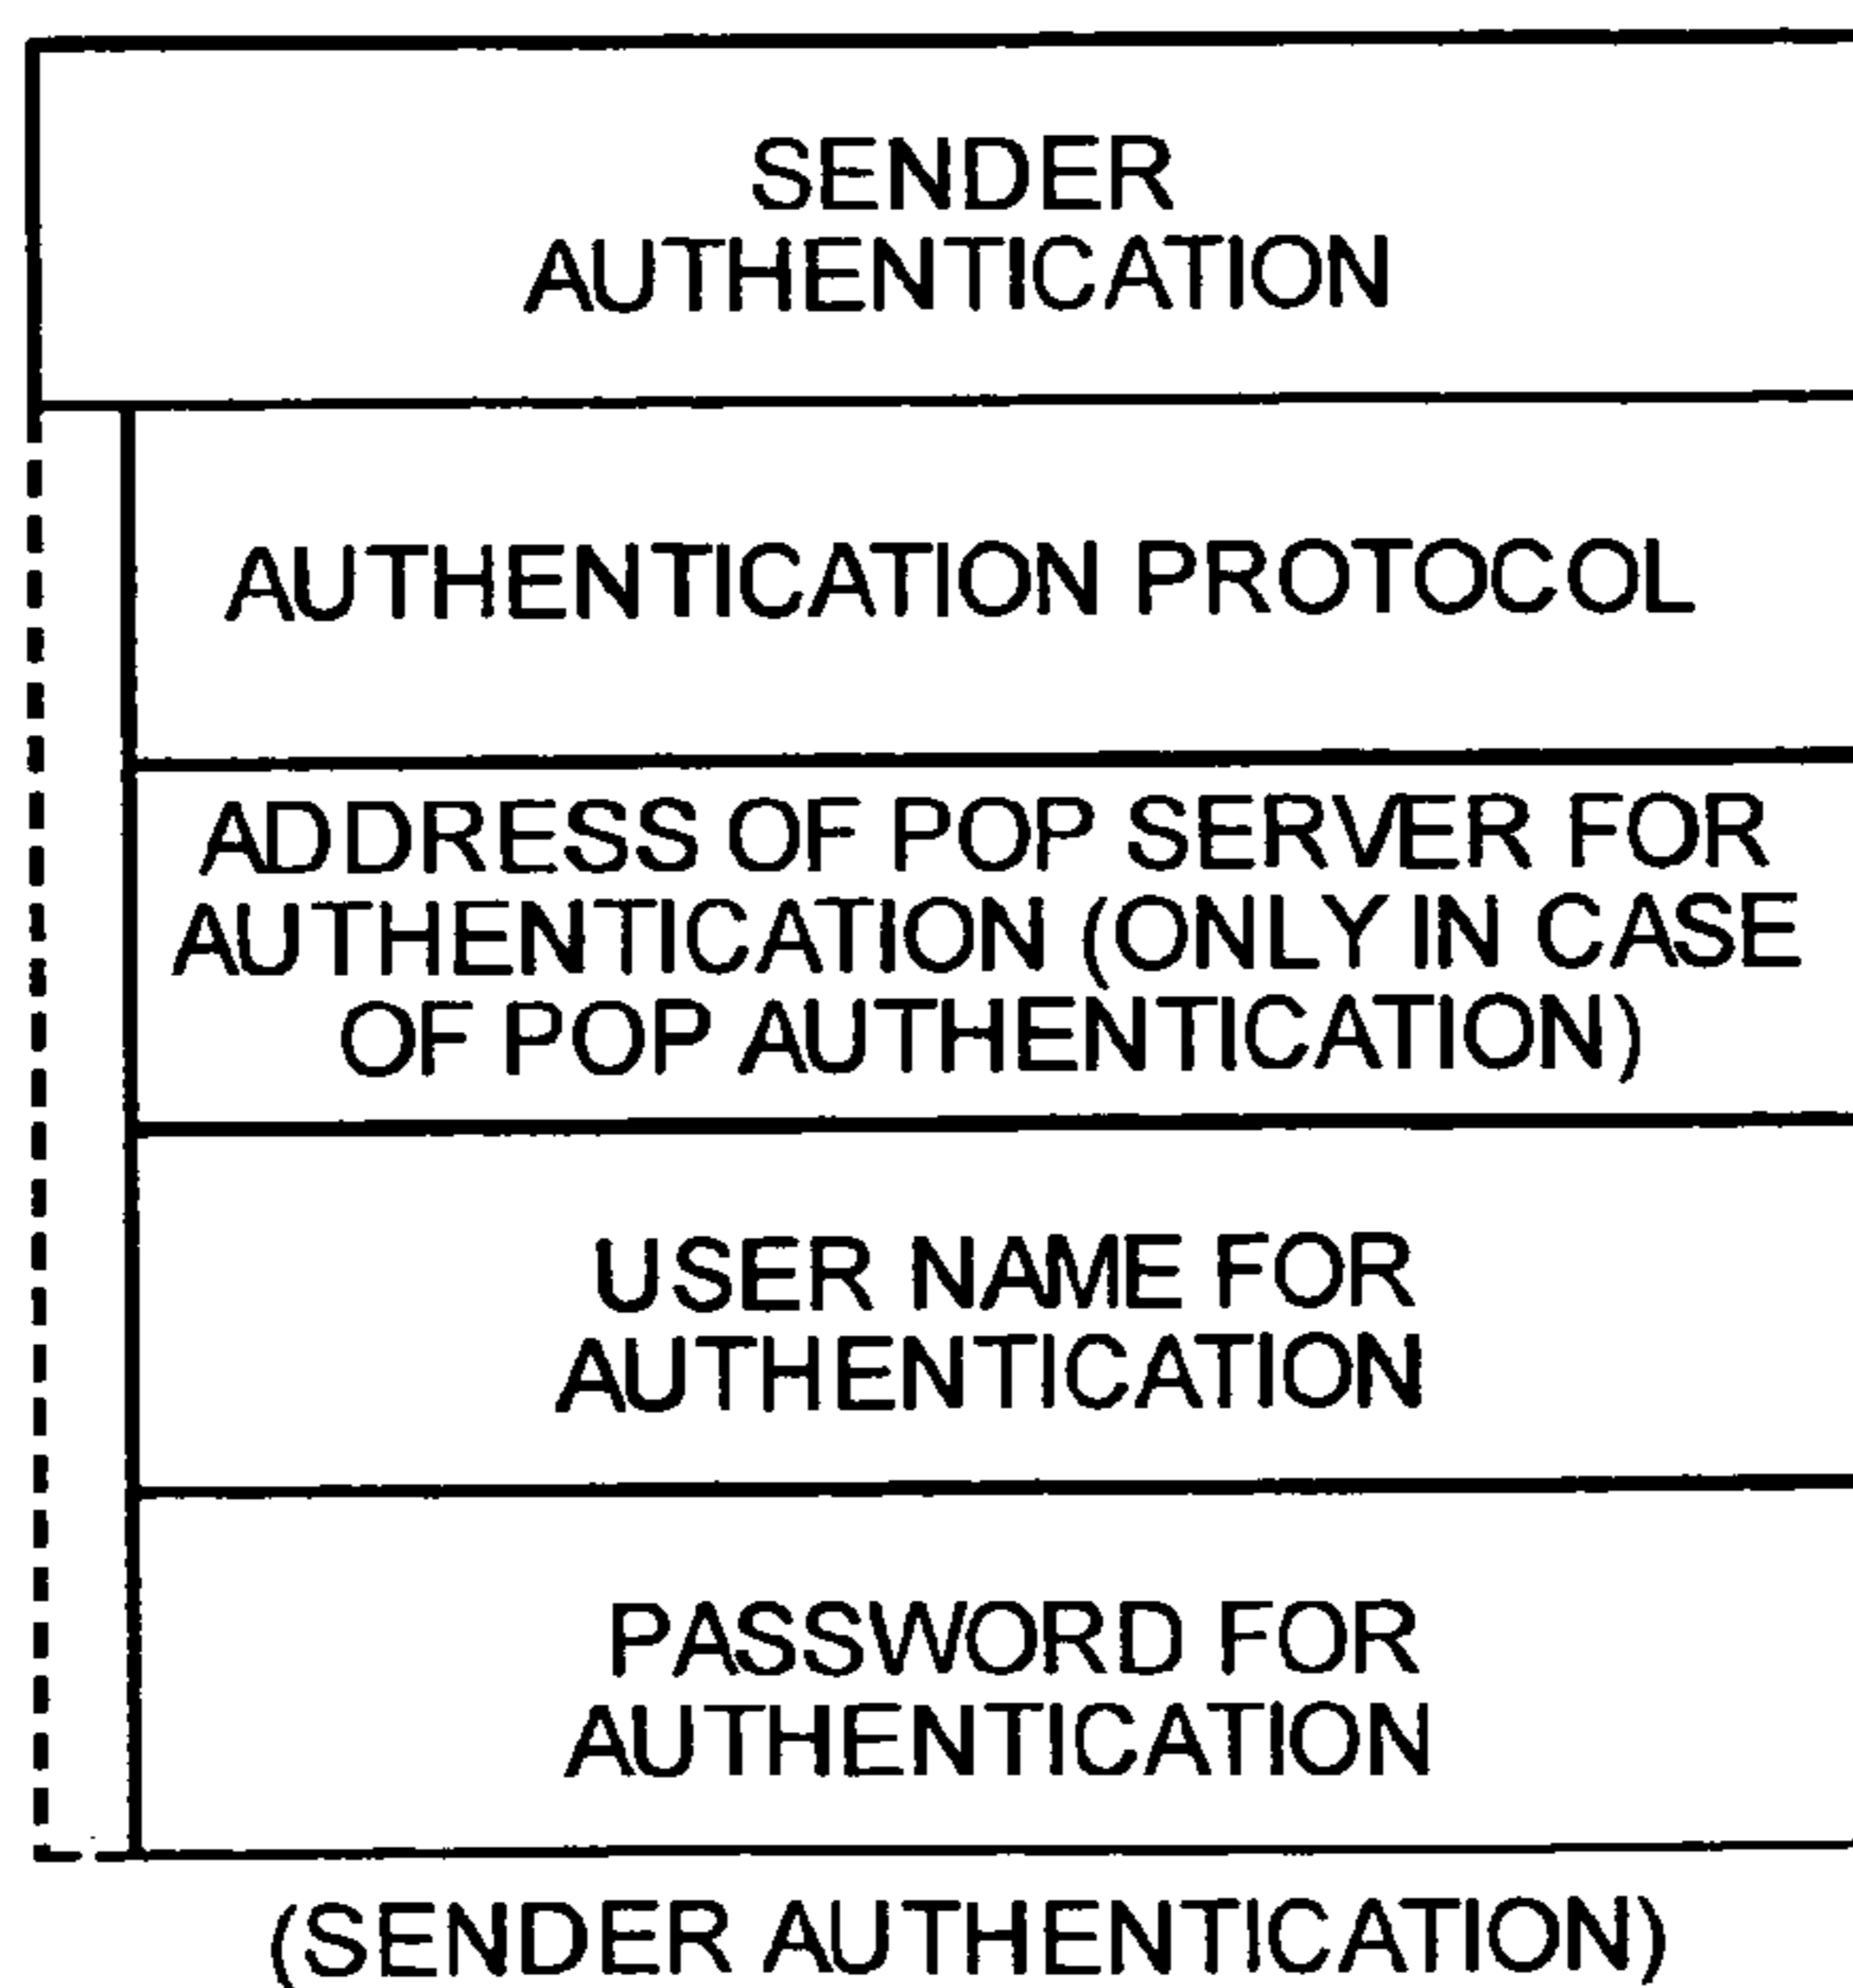 SENDER
AUTHENTICATION
AUTHENTICATION PROTOCOL
ADDRESS OF POP SERVER FOR
AUTHENTICATION (ONLY IN CASE
OF POP AUTHENTICATION)
USER NAME FOR
AUTHENTICATION
PASSWORD FOR
AUTHENTICATION
(SENDER AUTHENTICATION)